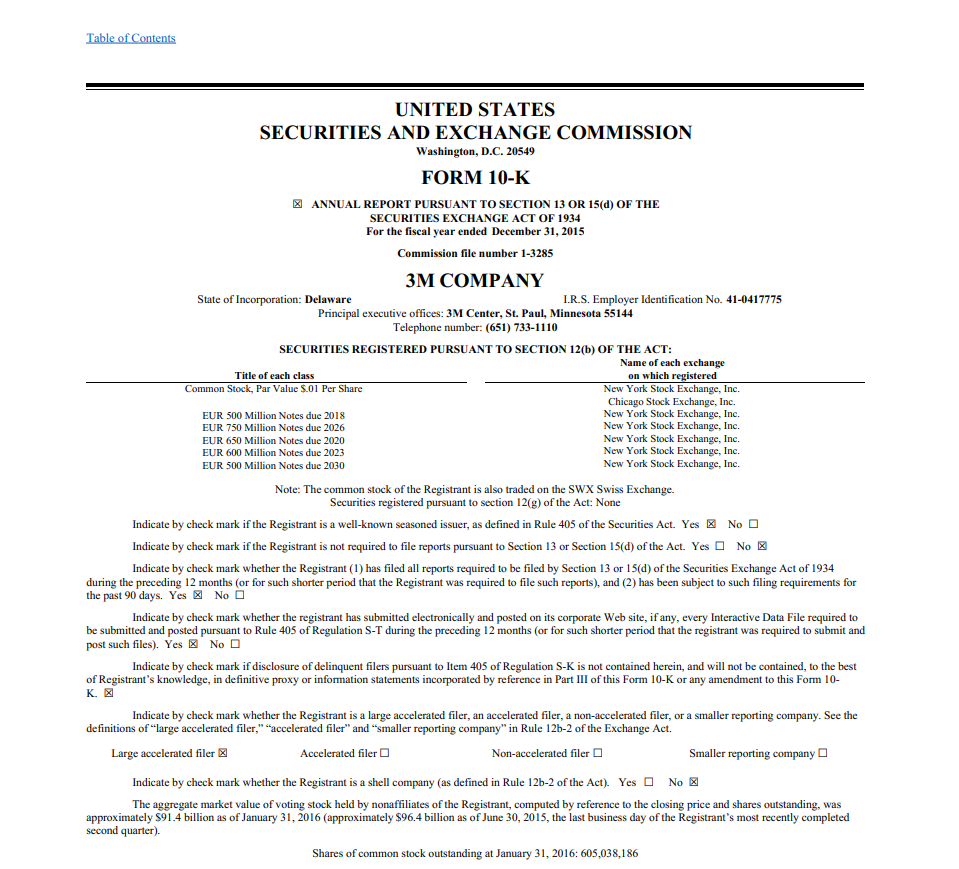 Table of Contents
UNITED STATES
SECURITIES AND EXCHANGE COMMISSION
Washington, D.C. 20549
FORM 10-K
☒ ANNUAL REPORT PURSUANT TO SECTION 13 OR 15(d) OF THE
SECURITIES EXCHANGE ACT OF 1934
For the fiscal year ended December 31, 2015
Commission file number 1-3285
3M COMPANY
State of Incorporation: Delaware I.R.S. Employer Identification No. 41-0417775
Principal executive offices: 3M Center, St. Paul, Minnesota 55144
Telephone number: (651) 733-1110
SECURITIES REGISTERED PURSUANT TO SECTION 12(b) OF THE ACT:
Name of each exchange
Title of each class on which registered
Common Stock, Par Value $.01 Per Share New York Stock Exchange, Inc.
Chicago Stock Exchange, Inc.
EUR 500 Million Notes due 2018 New York Stock Exchange, Inc.
EUR 750 Million Notes due 2026 New York Stock Exchange, Inc.
EUR 650 Million Notes due 2020 New York Stock Exchange, Inc.
EUR 600 Million Notes due 2023 New York Stock Exchange, Inc.
EUR 500 Million Notes due 2030 New York Stock Exchange, Inc.
Note: The common stock of the Registrant is also traded on the SWX Swiss Exchange.
Securities registered pursuant to section 12(g) of the Act: None
Indicate by check mark if the Registrant is a well-known seasoned issuer, as defined in Rule 405 of the Securities Act. Yes ☒ No ☐
Indicate by check mark if the Registrant is not required to file reports pursuant to Section 13 or Section 15(d) of the Act. Yes ☐ No ☒
Indicate by check mark whether the Registrant (1) has filed all reports required to be filed by Section 13 or 15(d) of the Securities Exchange Act of 1934
during the preceding 12 months (or for such shorter period that the Registrant was required to file such reports), and (2) has been subject to such filing requirements for
the past 90 days. Yes ☒ No ☐
Indicate by check mark whether the registrant has submitted electronically and posted on its corporate Web site, if any, every Interactive Data File required to
be submitted and posted pursuant to Rule 405 of Regulation S-T during the preceding 12 months (or for such shorter period that the registrant was required to submit and
post such files). Yes ☒ No ☐
Indicate by check mark if disclosure of delinquent filers pursuant to Item 405 of Regulation S-K is not contained herein, and will not be contained, to the best
of Registrant's knowledge, in definitive proxy or information statements incorporated by reference in Part III of this Form 10-K or any amendment to this Form 10-
K. ☒
Indicate by check mark whether the Registrant is a large accelerated filer, an accelerated filer, a non-accelerated filer, or a smaller reporting company. See the
definitions of “large accelerated filer,” “accelerated filer” and “smaller reporting company” in Rule 12b-2 of the Exchange Act.
Large accelerated filer ☒ Accelerated filer ☐ Non-accelerated filer ☐ Smaller reporting company ☐
Indicate by check mark whether the Registrant is a shell company (as defined in Rule 12b-2 of the Act). Yes ☐ No ☒
The aggregate market value of voting stock held by nonaffiliates of the Registrant, computed by reference to the closing price and shares outstanding, was
approximately $91.4 billion as of January 31, 2016 (approximately $96.4 billion as of June 30, 2015, the last business day of the Registrant's most recently completed
second quarter).
Shares of common stock outstanding at January 31, 2016: 605,038,186